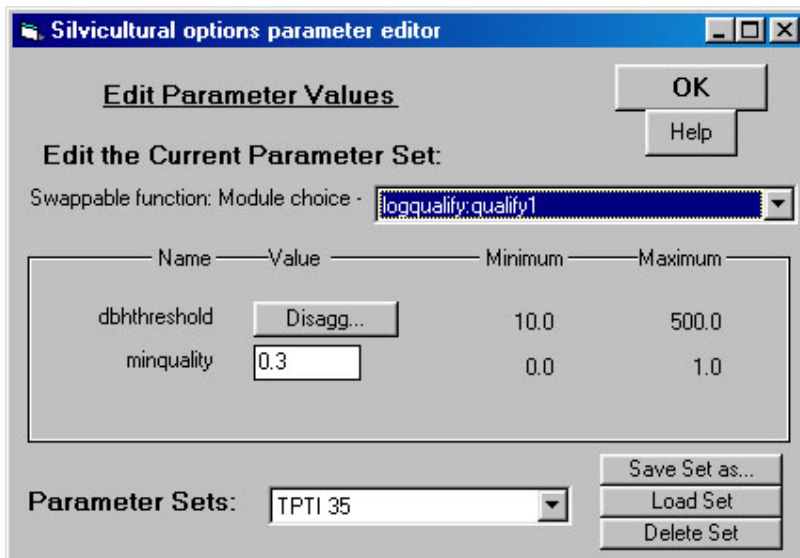 Silvicultural options parameter editor
Edit Parameter Values
OK
Help
Edit the Current Parameter Set:
Swappable function: Module choice - logqualify:qualify1
Name Value Minimum Maximum
dbhthreshold Disagg... 10.0 500.0
minquality 0.3 0.0 1.0
Save Set as...
Parameter Sets: TPTI 35 Load Set
Delete Set